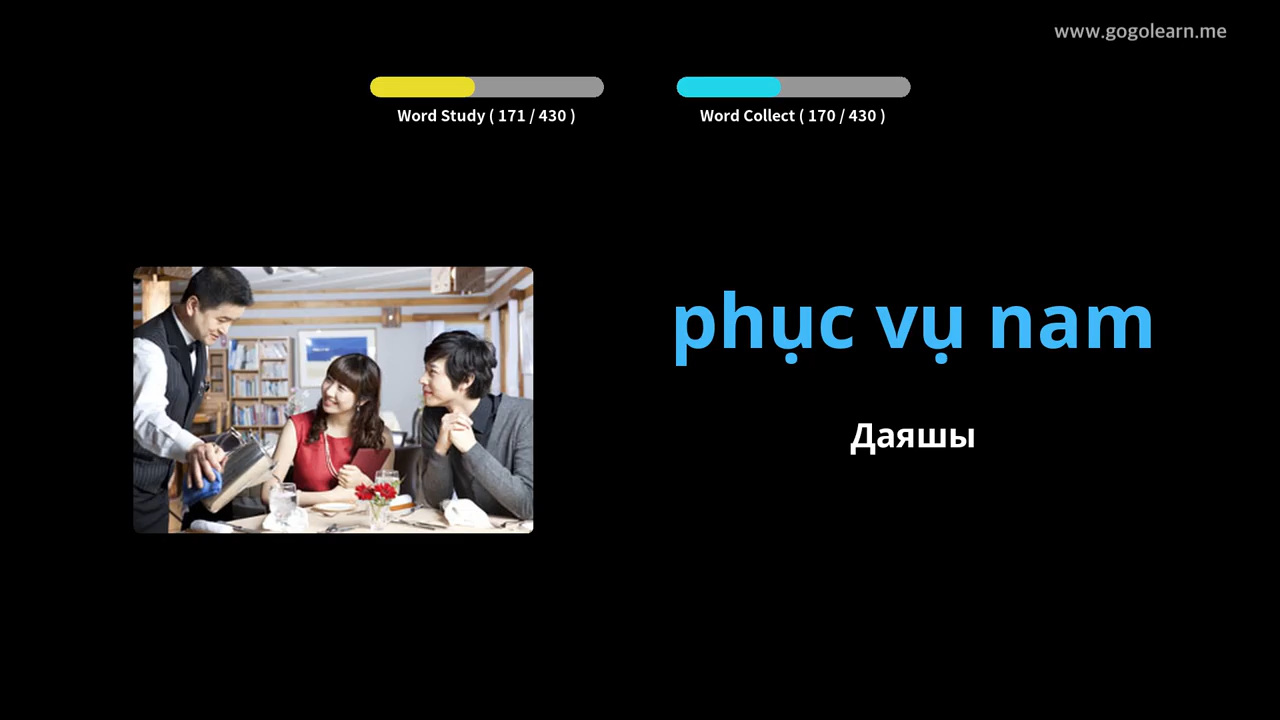 www.gogolearn.me
Word Study ( 171 / 430 )
Word Collect ( 170 / 430 )
phục vụ nam
Даяшы